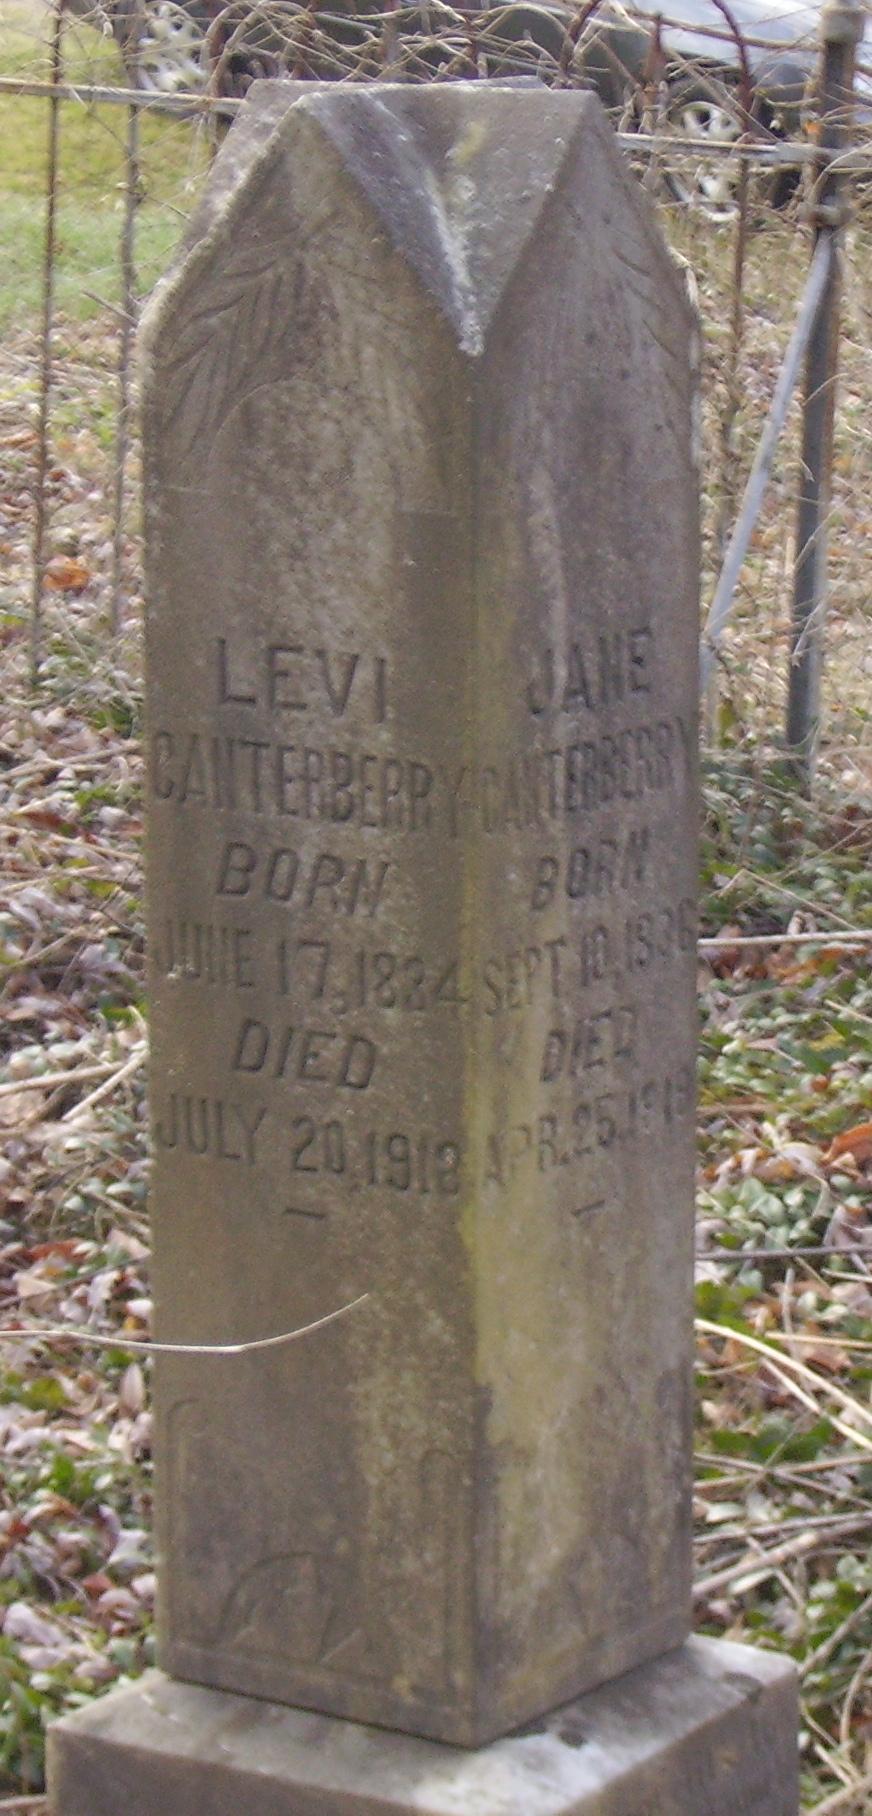 LEVI
CANTERBERRY
BORN
JUNE 17, 1834
DIED
JULY 20, 1918
JANE
CANTERBERRY
BORN
SEPT 10, 1836
DIED
APR. 25,